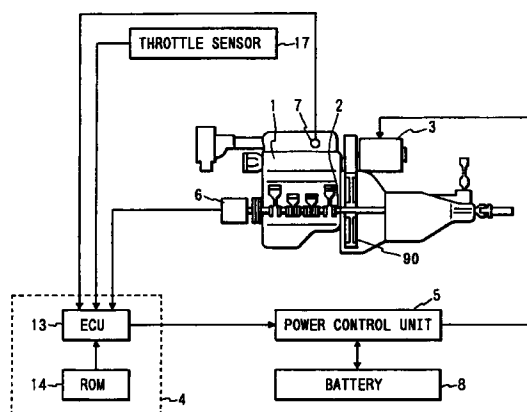 THROTTLE SENSOR 17
1 7 2 3
6
90
5
13 ECU POWER CONTROL UNIT
14 ROM 4 BATTERY 8